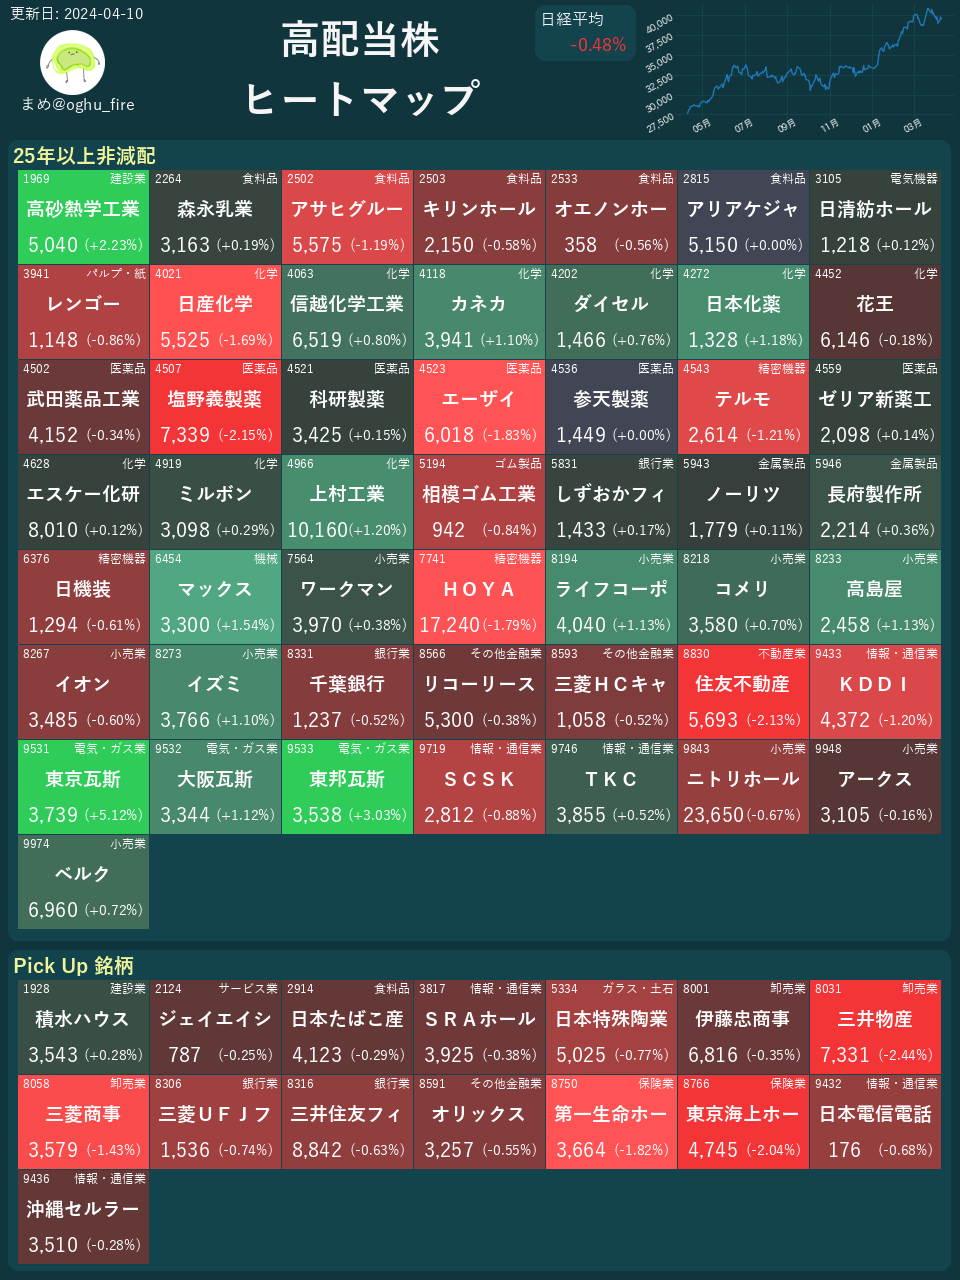 更新日: 2024-04-10
まめ@oghu_fire
高配当株
ヒートマップ
日経平均
-0.48%
40,000
37,500
35,000
32,500
30,000
27,500
05月 07月 09月 11月 01月 03月
25年以上非減配
1969 建設業
高砂熱学工業
5,040 (+2.23%)
2264 食料品
森永乳業
3,163 (+0.19%)
2502 食料品
アサヒグルー
5,575 (-1.19%)
2503 食料品
キリンホール
2,150 (-0.58%)
2533 食料品
オエノンホー
358 (-0.56%)
2815 食料品
アリアケジャ
5,150 (+0.00%)
3105 電気機器
日清紡ホール
1,218 (+0.12%)
3941 パルプ・紙
レンゴー
1,148 (-0.86%)
4021 化学
日産化学
5,525 (-1.69%)
4063 化学
信越化学工業
6,519 (+0.80%)
4118 化学
カネカ
3,941 (+1.10%)
4202 化学
ダイセル
1,466 (+0.76%)
4272 化学
日本化薬
1,328 (+1.18%)
4452 化学
花王
6,146 (-0.18%)
4502 医薬品
武田薬品工業
4,152 (-0.34%)
4507 医薬品
塩野義製薬
7,339 (-2.15%)
4521 医薬品
科研製薬
3,425 (+0.15%)
4523 医薬品
エーザイ
6,018 (-1.83%)
4536 医薬品
参天製薬
1,449 (+0.00%)
4543 精密機器
テルモ
2,614 (-1.21%)
4559 医薬品
ゼリア新薬工
2,098 (+0.14%)
4628 化学
エスケー化研
8,010 (+0.12%)
4919 化学
ミルボン
3,098 (+0.29%)
4966 化学
上村工業
10,160(+1.20%)
5194 ゴム製品
相模ゴム工業
942 (-0.84%)
5831 銀行業
しずおかフィ
1,433 (+0.17%)
5943 金属製品
ノーリツ
1,779 (+0.11%)
5946 金属製品
長府製作所
2,214 (+0.36%)
6376 精密機器
日機装
1,294 (-0.61%)
6454 機械
マックス
3,300 (+1.54%)
7564 小売業
ワークマン
3,970 (+0.38%)
7741 精密機器
ＨＯＹＡ
17,240(-1.79%)
8194 小売業
ライフコーポ
4,040 (+1.13%)
8218 小売業
コメリ
3,580 (+0.70%)
8233 小売業
高島屋
2,458 (+1.13%)
8267 小売業
イオン
3,485 (-0.60%)
8273 小売業
イズミ
3,766 (+1.10%)
8331 銀行業
千葉銀行
1,237 (-0.52%)
8566 その他金融業
リコーリース
5,300 (-0.38%)
8593 その他金融業
三菱ＨＣキャ
1,058 (-0.52%)
8830 不動産業
住友不動産
5,693 (-2.13%)
9433 情報・通信業
ＫＤＤＩ
4,372 (-1.20%)
9531 電気・ガス業
東京瓦斯
3,739 (+5.12%)
9532 電気・ガス業
大阪瓦斯
3,344 (+1.12%)
9533 電気・ガス業
東邦瓦斯
3,538 (+3.03%)
9719 情報・通信業
ＳＣＳＫ
2,812 (-0.88%)
9746 情報・通信業
ＴＫＣ
3,855 (+0.52%)
9843 小売業
ニトリホール
23,650(-0.67%)
9948 小売業
アークス
3,105 (-0.16%)
9974 小売業
ベルク
6,960 (+0.72%)
Pick Up 銘柄
1928 建設業
積水ハウス
3,543 (+0.28%)
2124 サービス業
ジェイエイシ
787 (-0.25%)
2914 食料品
日本たばこ産
4,123 (-0.29%)
3817 情報・通信業
ＳＲＡホール
3,925 (-0.38%)
5334 ガラス・土石
日本特殊陶業
5,025 (-0.77%)
8001 卸売業
伊藤忠商事
6,816 (-0.35%)
8031 卸売業
三井物産
7,331 (-2.44%)
8058 卸売業
三菱商事
3,579 (-1.43%)
8306 銀行業
三菱ＵＦＪフ
1,536 (-0.74%)
8316 銀行業
三井住友フィ
8,842 (-0.63%)
8591 その他金融業
オリックス
3,257 (-0.55%)
8750 保険業
第一生命ホー
3,664 (-1.82%)
8766 保険業
東京海上ホー
4,745 (-2.04%)
9432 情報・通信業
日本電信電話
176 (-0.68%)
9436 情報・通信業
沖縄セルラー
3,510 (-0.28%)